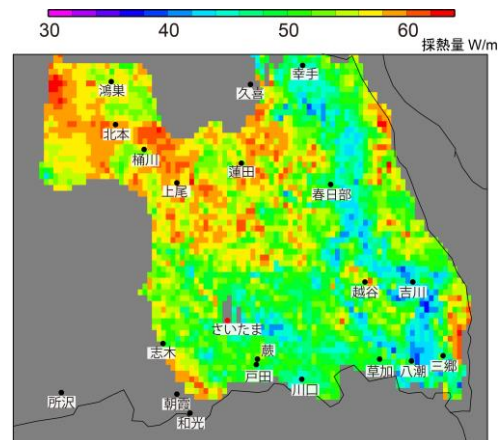 30 40 50 60
採熱量 W/m
幸手
鴻巣
久喜
北本
桶川
蓮田
上尾
春日部
越谷 吉川
さいたま
志木
蕨
戸田
草加 八潮 三郷
川口
所沢
朝霞
和光